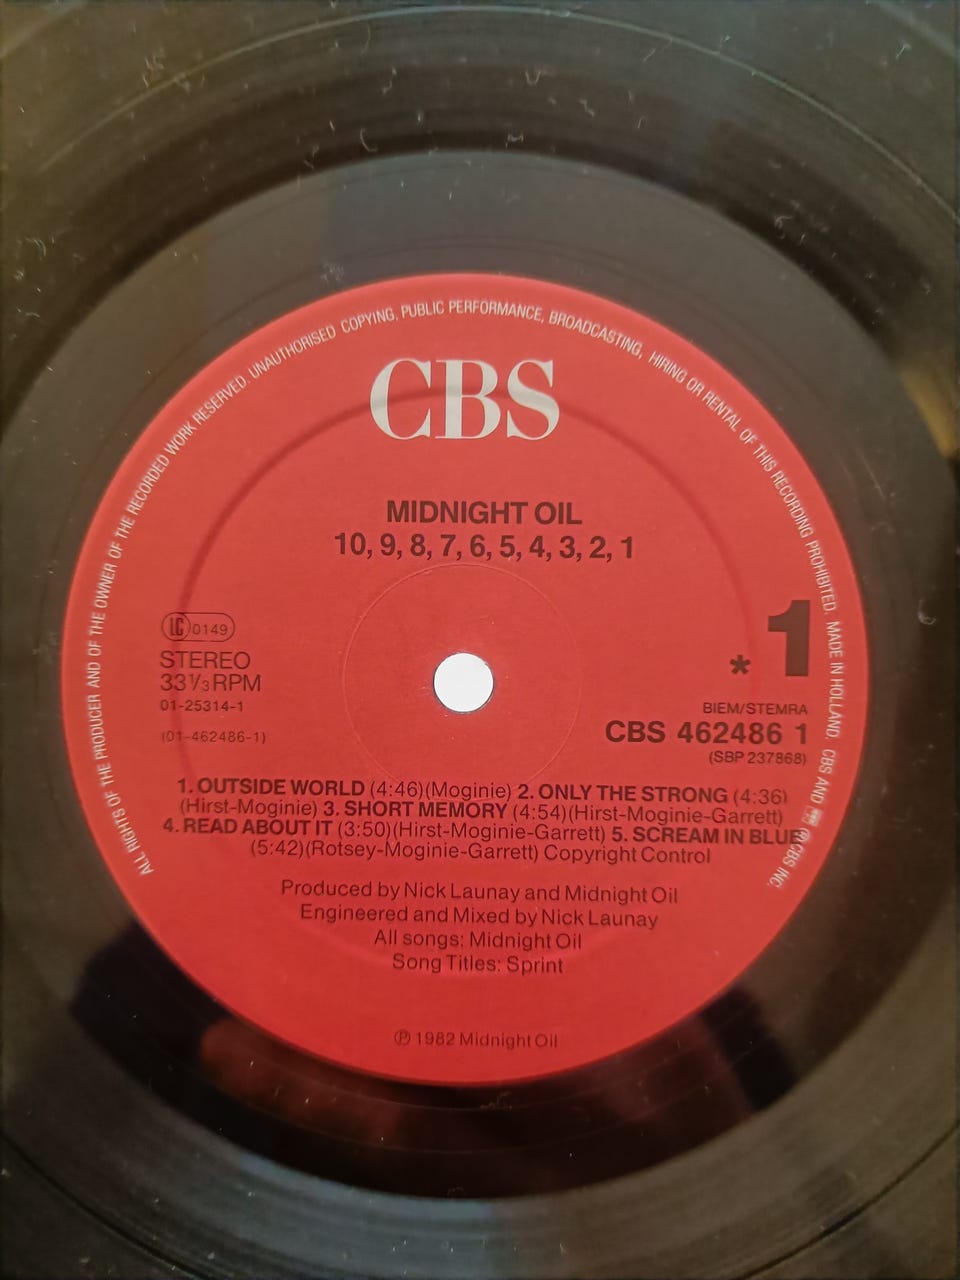 ALL RIGHTS OF THE PRODUCER AND OF THE OWNER OF THE RECORDED WORK RESERVED. UNAUTHORISED COPYING, PUBLIC PERFORMANCE, BROADCASTING, HIRING OR RENTAL OF THIS RECORDING PROHIBITED. MADE IN HOLLAND. CBS AND ℗ CBS INC.
CBS
MIDNIGHT OIL
10, 9, 8, 7, 6, 5, 4, 3, 2, 1
LC 0149
STEREO
33⅓ RPM
01-25314-1
(01-462486-1)
* 1
BIEM/STEMRA
CBS 462486 1
(SBP 237868)
1. OUTSIDE WORLD (4:46)(Moginie) 2. ONLY THE STRONG (4:36)
(Hirst-Moginie) 3. SHORT MEMORY (4:54)(Hirst-Moginie-Garrett)
4. READ ABOUT IT (3:50)(Hirst-Moginie-Garrett) 5. SCREAM IN BLUE
(5:42)(Rotsey-Moginie-Garrett) Copyright Control
Produced by Nick Launay and Midnight Oil
Engineered and Mixed by Nick Launay
All songs: Midnight Oil
Song Titles: Sprint
℗ 1982 Midnight Oil